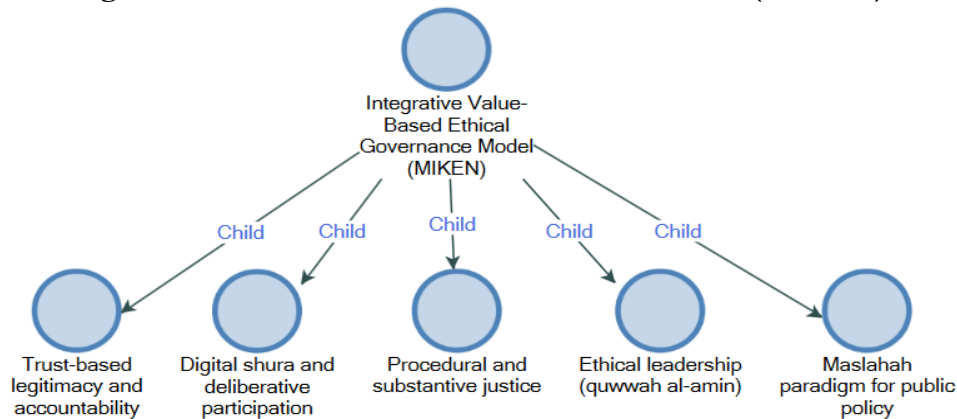 Integrative Value-
Based Ethical
Governance Model
(MIKEN)
Child
Child
Child
Child
Child
Trust-based
legitimacy and
accountability
Digital shura and
deliberative
participation
Procedural and
substantive justice
Ethical leadership
(quwwah al-amin)
Maslahah
paradigm for public
policy